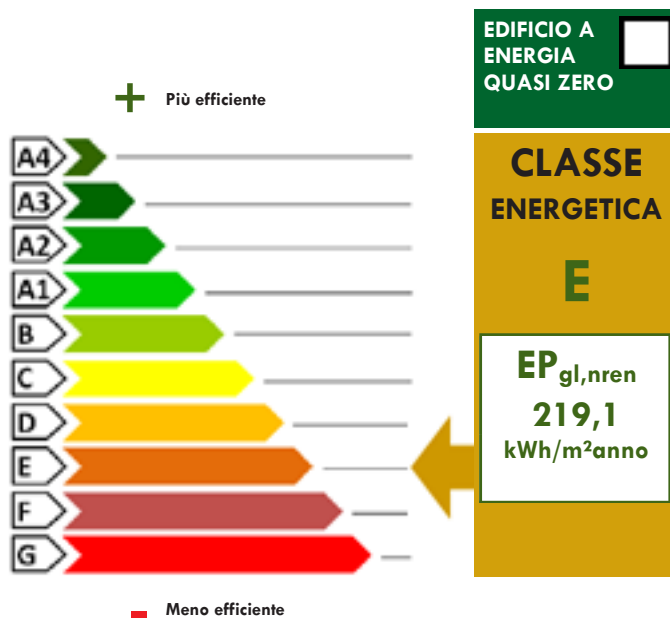 EDIFICIO A
ENERGIA
QUASI ZERO
+ Più efficiente
A4
A3
A2
A1
B
C
D
E
F
G
- Meno efficiente
CLASSE
ENERGETICA
E
EPgl,nren
219,1
kWh/m²anno